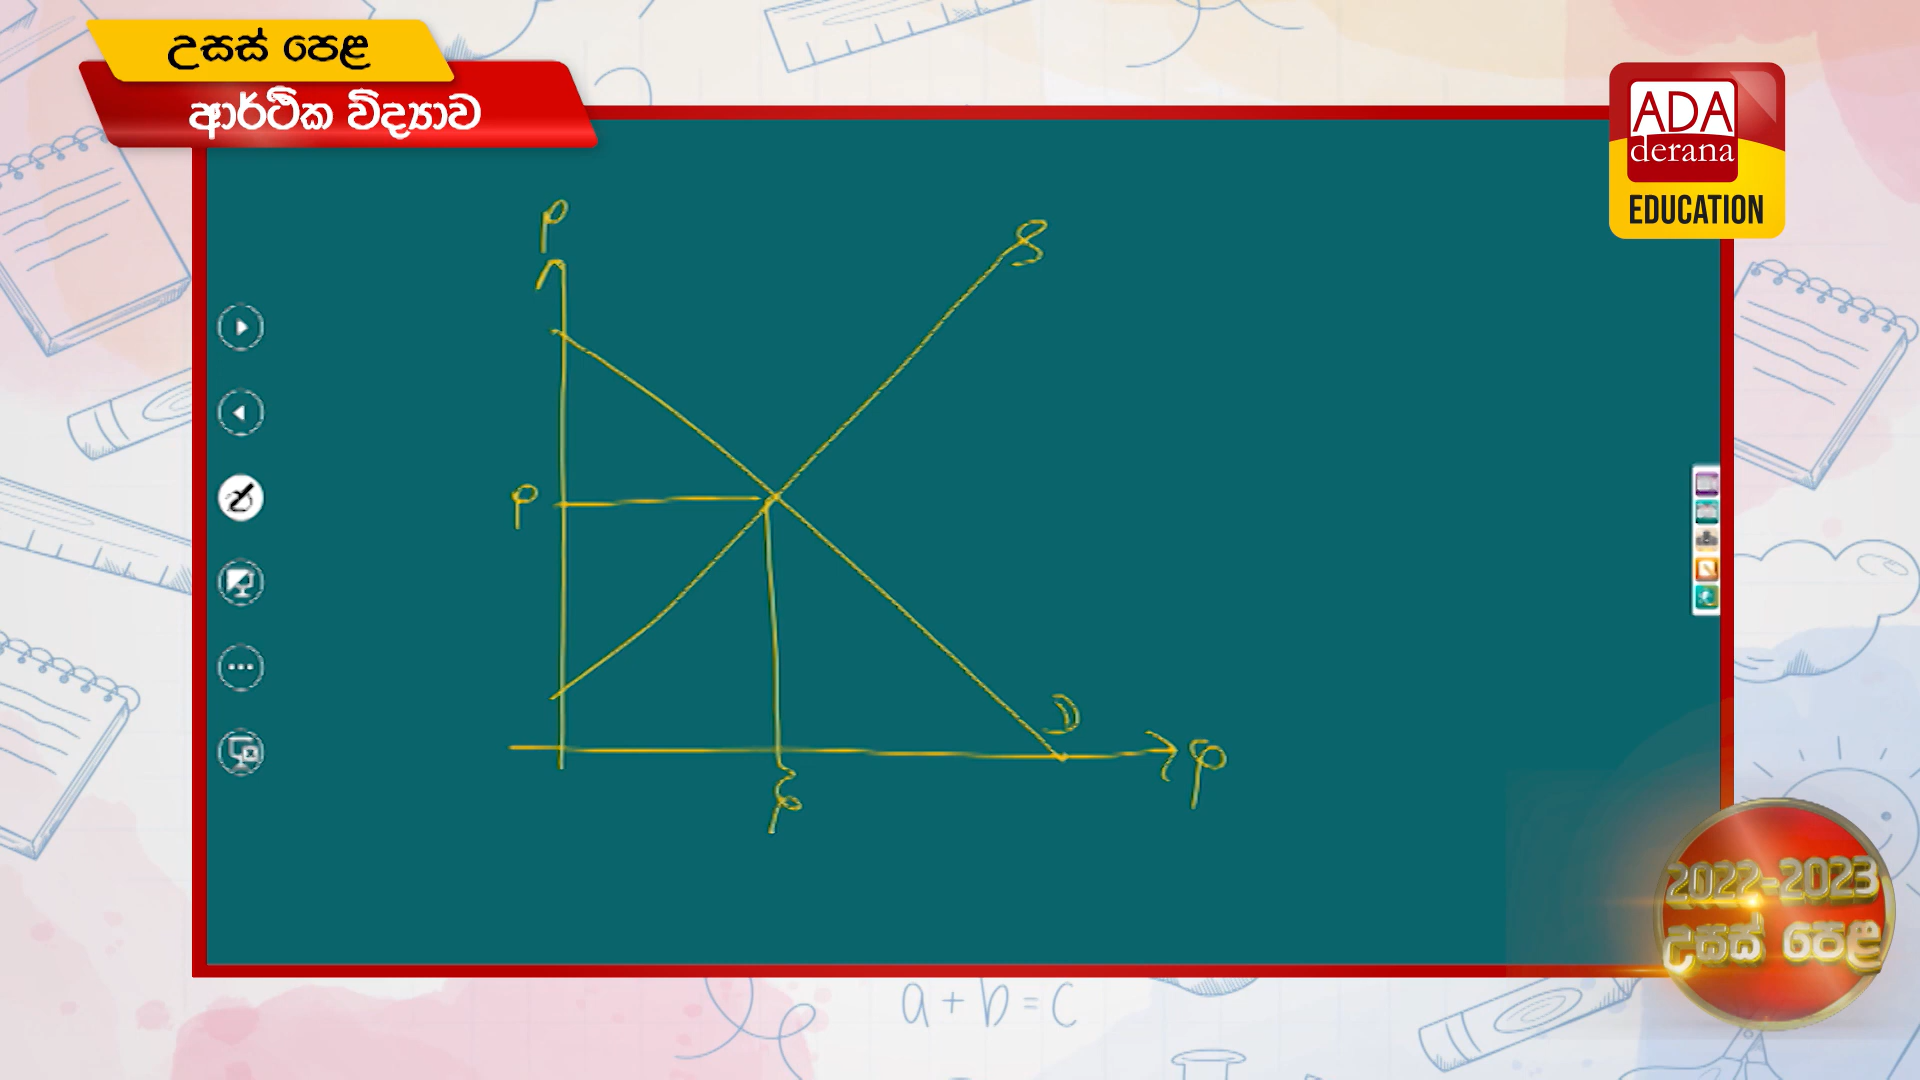 උසස් පෙළ
ආර්ථික විද්‍යාව
ADA
derana
EDUCATION
P
S
P
D
2022-2023
උසස් පෙළ
a + b = c